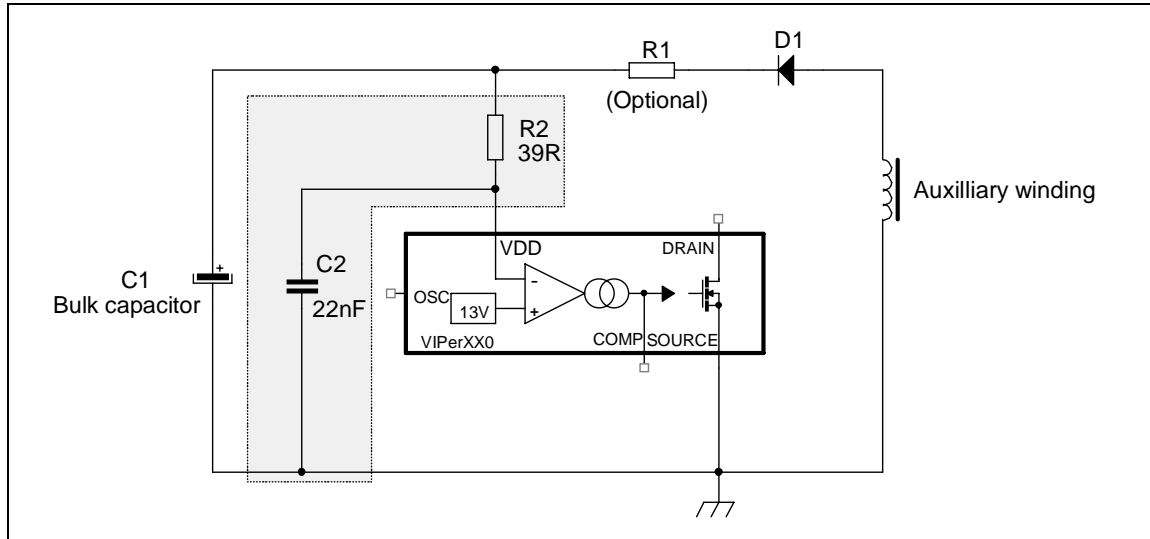 R1
D1
(Optional)
R2
39R
Auxilliary winding
VDD
DRAIN
C1
Bulk capacitor
+
C2
22nF
OSC
13V
-
+
VIPerXX0
COMP
SOURCE